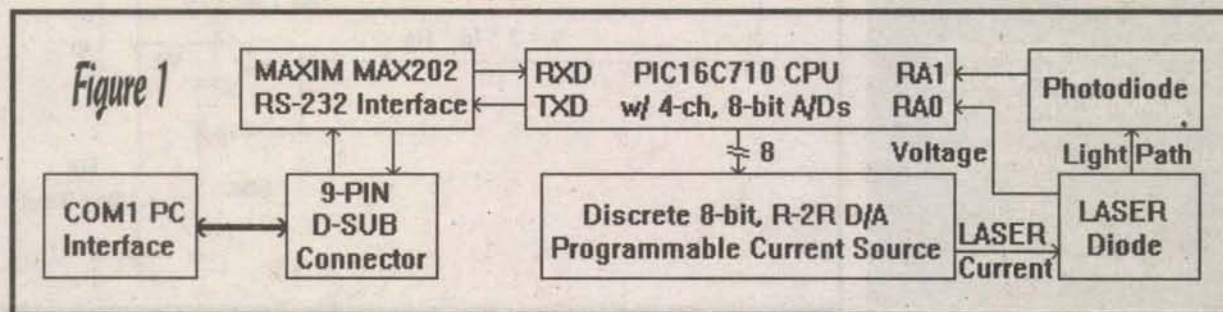 Figure 1
MAXIM MAX202
RS-232 Interface
RXD
TXD
PIC16C710 CPU
w/ 4-ch, 8-bit A/Ds
RA1
RA0
Photodiode
8
Voltage
Light Path
COM1 PC
Interface
9-PIN
D-SUB
Connector
Discrete 8-bit, R-2R D/A
Programmable Current Source
LASER
Current
LASER
Diode